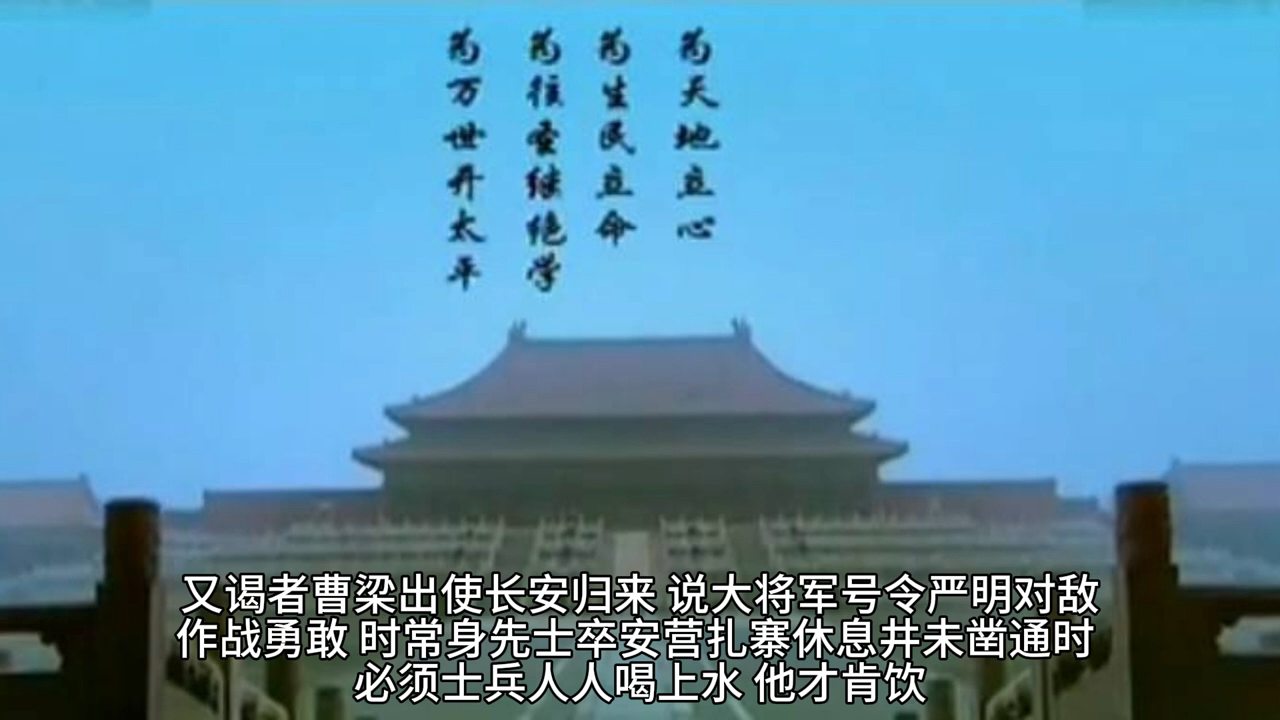 为天地立心
为生民立命
为往圣继绝学
为万世开太平
又谒者曹梁出使长安归来 说大将军号令严明对敌
作战勇敢 时常身先士卒安营扎寨休息井未凿通时
必须士兵人人喝上水 他才肯饮